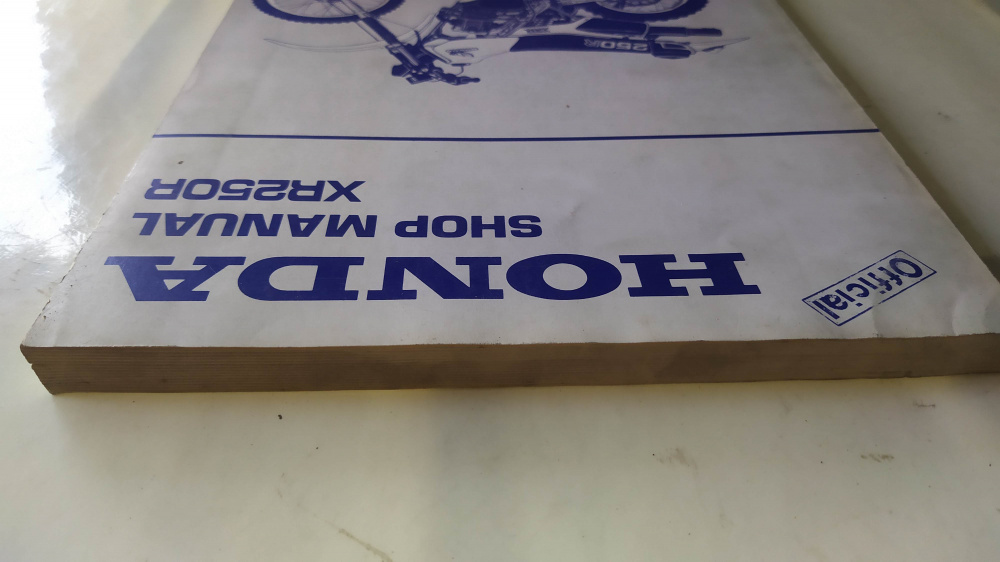 Official
HONDA
SHOP MANUAL
XR250R
250R